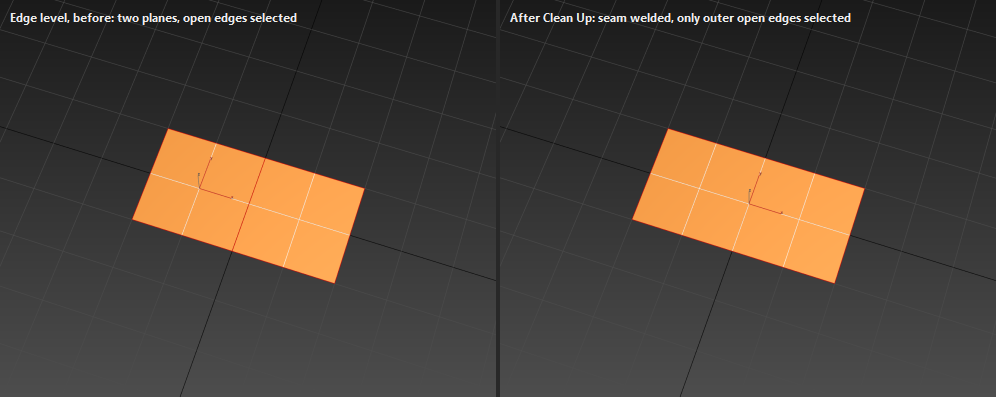 Edge level, before: two planes, open edges selected
After Clean Up: seam welded, only outer open edges selected